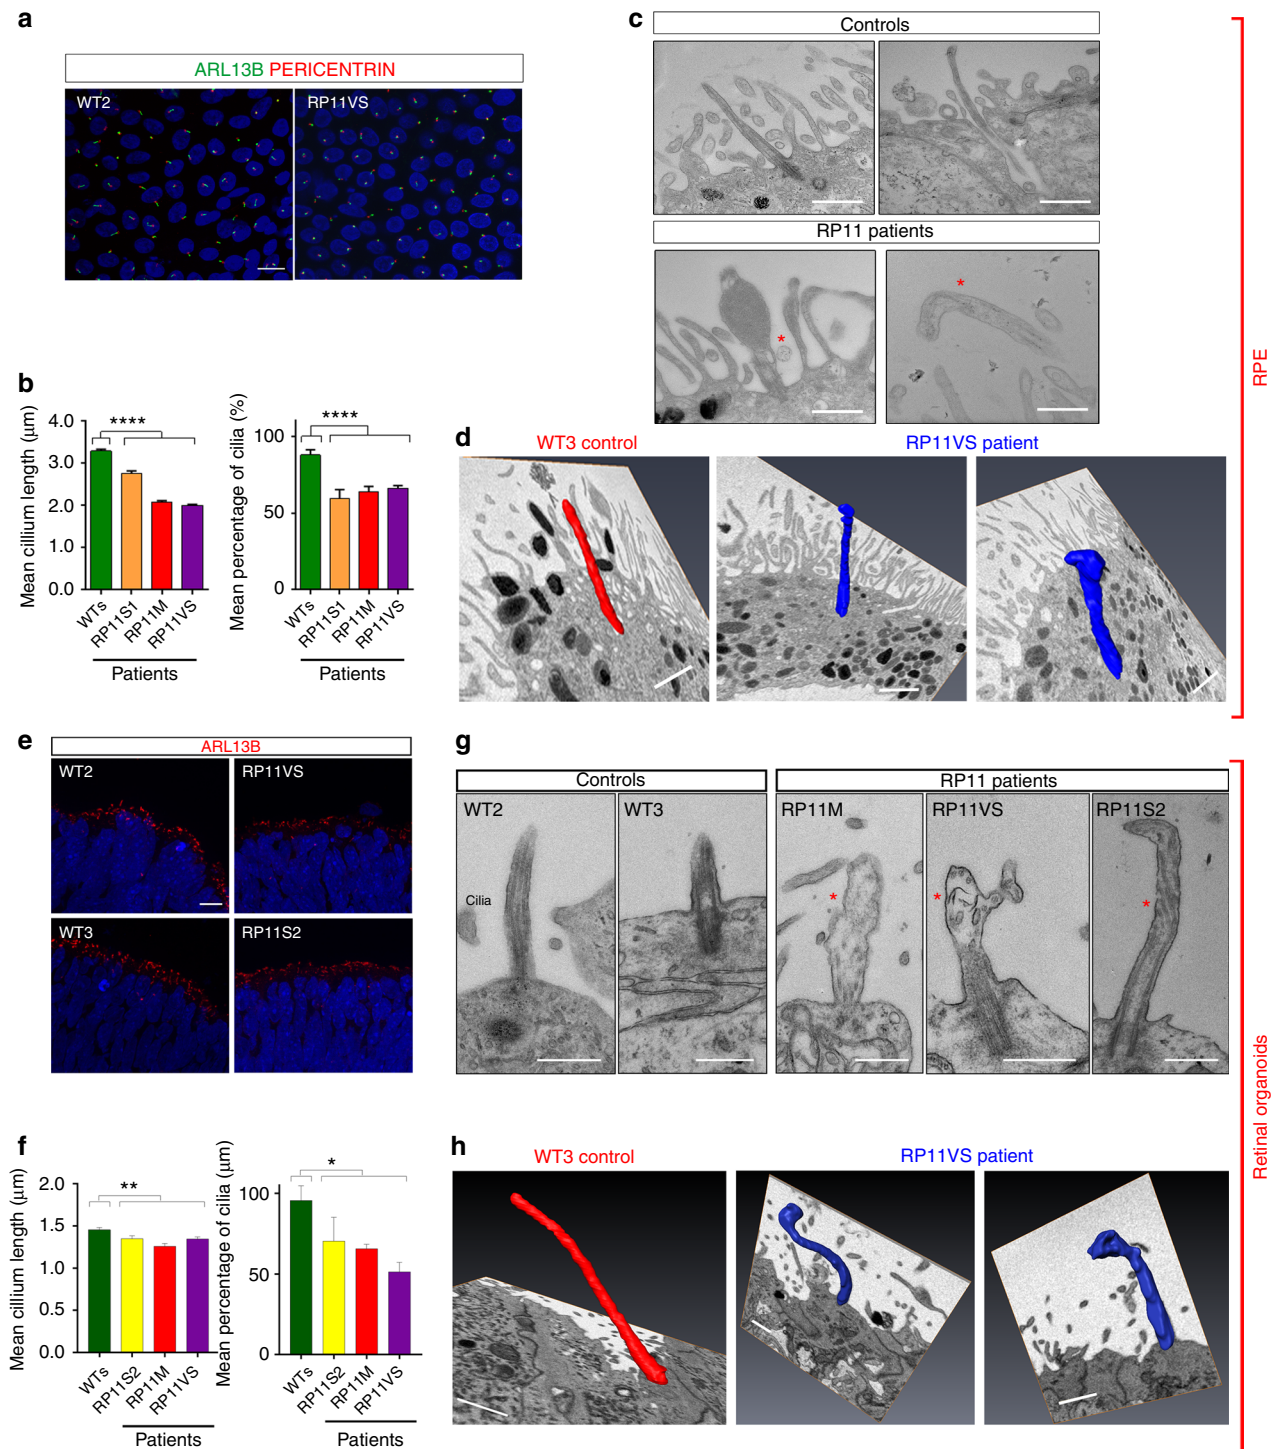 a
ARL13B PERICENTRIN
WT2
RP11VS
c
Controls
RP11 patients
*
*
RPE
b
Mean cillium length (μm)
4.0
3.0
2.0
1.0
0.0
****
WTs
RP11S1
RP11M
RP11VS
Patients
Mean percentage of cilia (%)
100
50
0
****
WTs
RP11S1
RP11M
RP11VS
Patients
d
WT3 control
RP11VS patient
e
ARL13B
WT2
RP11VS
WT3
RP11S2
g
Controls
RP11 patients
WT2
WT3
RP11M
RP11VS
RP11S2
Cilia
*
*
*
Retinal organoids
f
Mean cillium length (μm)
2.0
1.5
1.0
0.5
0.0
**
WTs
RP11S2
RP11M
RP11VS
Patients
Mean percentage of cilia (μm)
100
50
0
*
WTs
RP11S2
RP11M
RP11VS
Patients
h
WT3 control
RP11VS patient